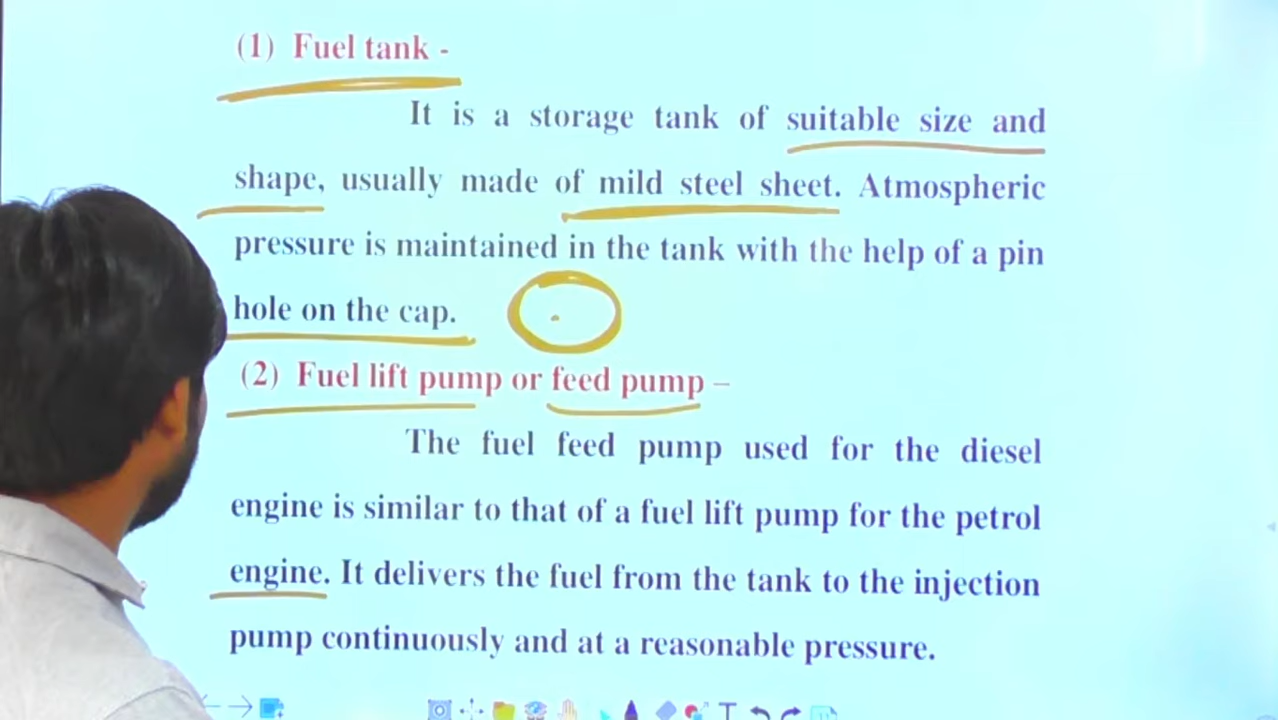 (1) Fuel tank -
It is a storage tank of suitable size and
shape, usually made of mild steel sheet. Atmospheric
pressure is maintained in the tank with the help of a pin
hole on the cap.
(2) Fuel lift pump or feed pump –
The fuel feed pump used for the diesel
engine is similar to that of a fuel lift pump for the petrol
engine. It delivers the fuel from the tank to the injection
pump continuously and at a reasonable pressure.